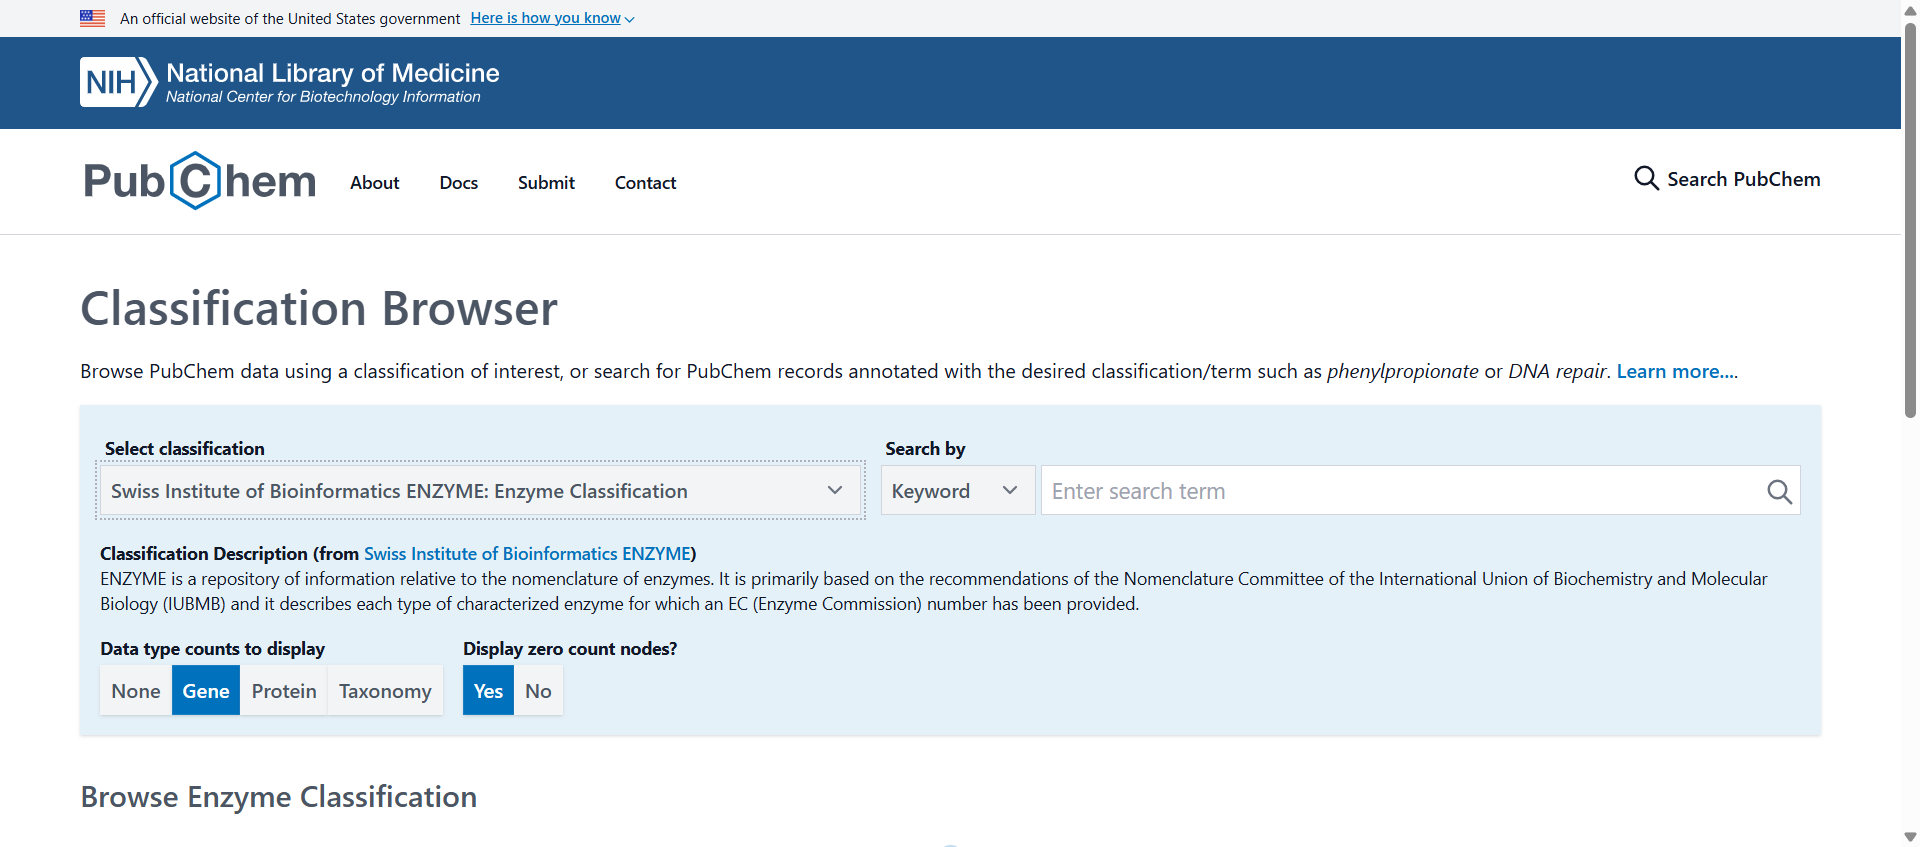 An official website of the United States government Here is how you know
NIH National Library of Medicine
National Center for Biotechnology Information
PubChem About Docs Submit Contact Search PubChem
Classification Browser
Browse PubChem data using a classification of interest, or search for PubChem records annotated with the desired classification/term such as phenylpropionate or DNA repair. Learn more....
Select classification Search by
Swiss Institute of Bioinformatics ENZYME: Enzyme Classification Keyword Enter search term
Classification Description (from Swiss Institute of Bioinformatics ENZYME)
ENZYME is a repository of information relative to the nomenclature of enzymes. It is primarily based on the recommendations of the Nomenclature Committee of the International Union of Biochemistry and Molecular
Biology (IUBMB) and it describes each type of characterized enzyme for which an EC (Enzyme Commission) number has been provided.
Data type counts to display Display zero count nodes?
None Gene Protein Taxonomy Yes No
Browse Enzyme Classification